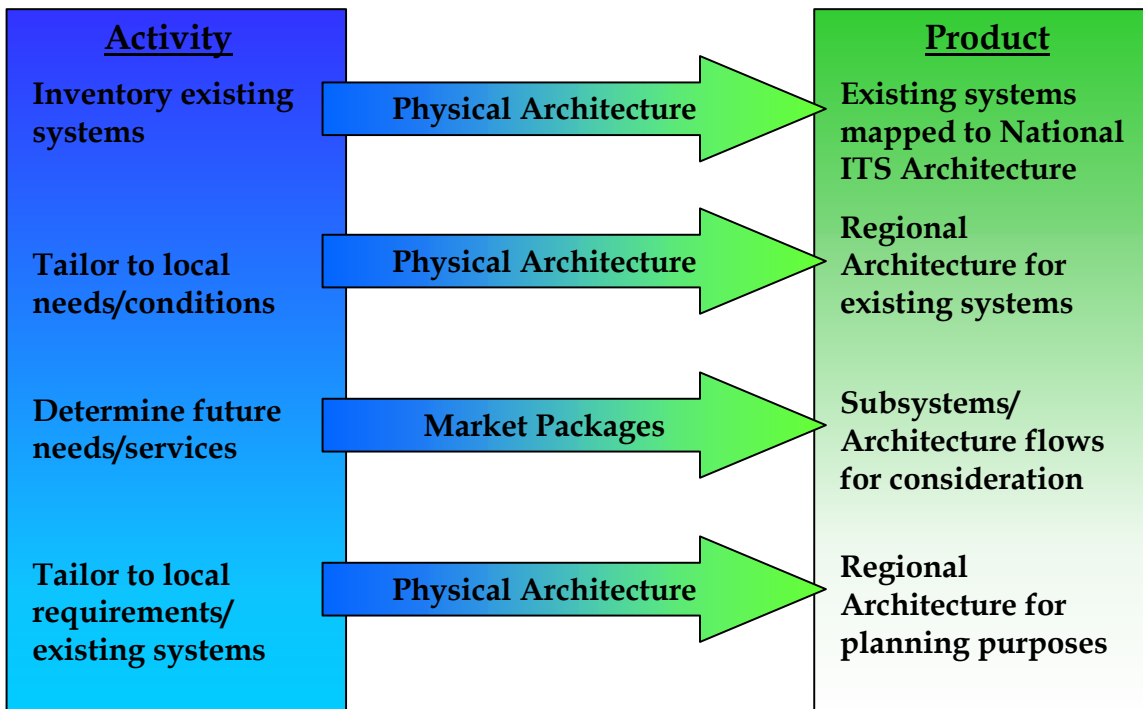 Activity
Inventory existing
systems
Physical Architecture
Product
Existing systems
mapped to National
ITS Architecture
Tailor to local
needs/conditions
Physical Architecture
Regional
Architecture for
existing systems
Determine future
needs/services
Market Packages
Subsystems/
Architecture flows
for consideration
Tailor to local
requirements/
existing systems
Physical Architecture
Regional
Architecture for
planning purposes